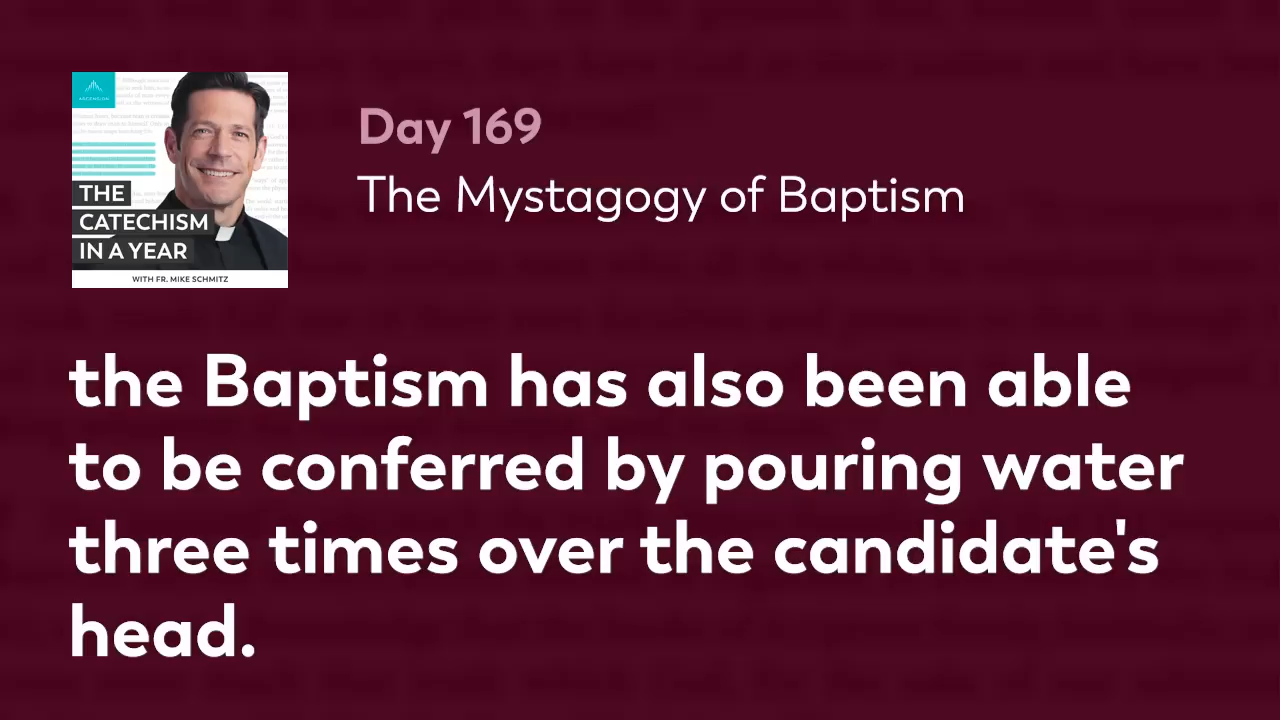 ASCENSION
THE
CATECHISM
IN A YEAR
WITH FR. MIKE SCHMITZ
Day 169
The Mystagogy of Baptism
the Baptism has also been able
to be conferred by pouring water
three times over the candidate's
head.